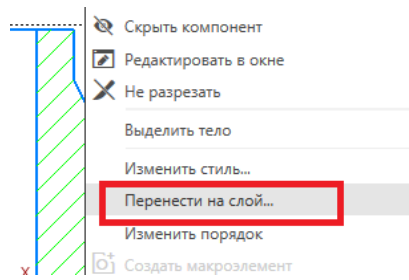 Скрыть компонент
Редактировать в окне
Не разрезать
Выделить тело
Изменить стиль...
Перенести на слой...
Изменить порядок
Создать макроэлемент
X